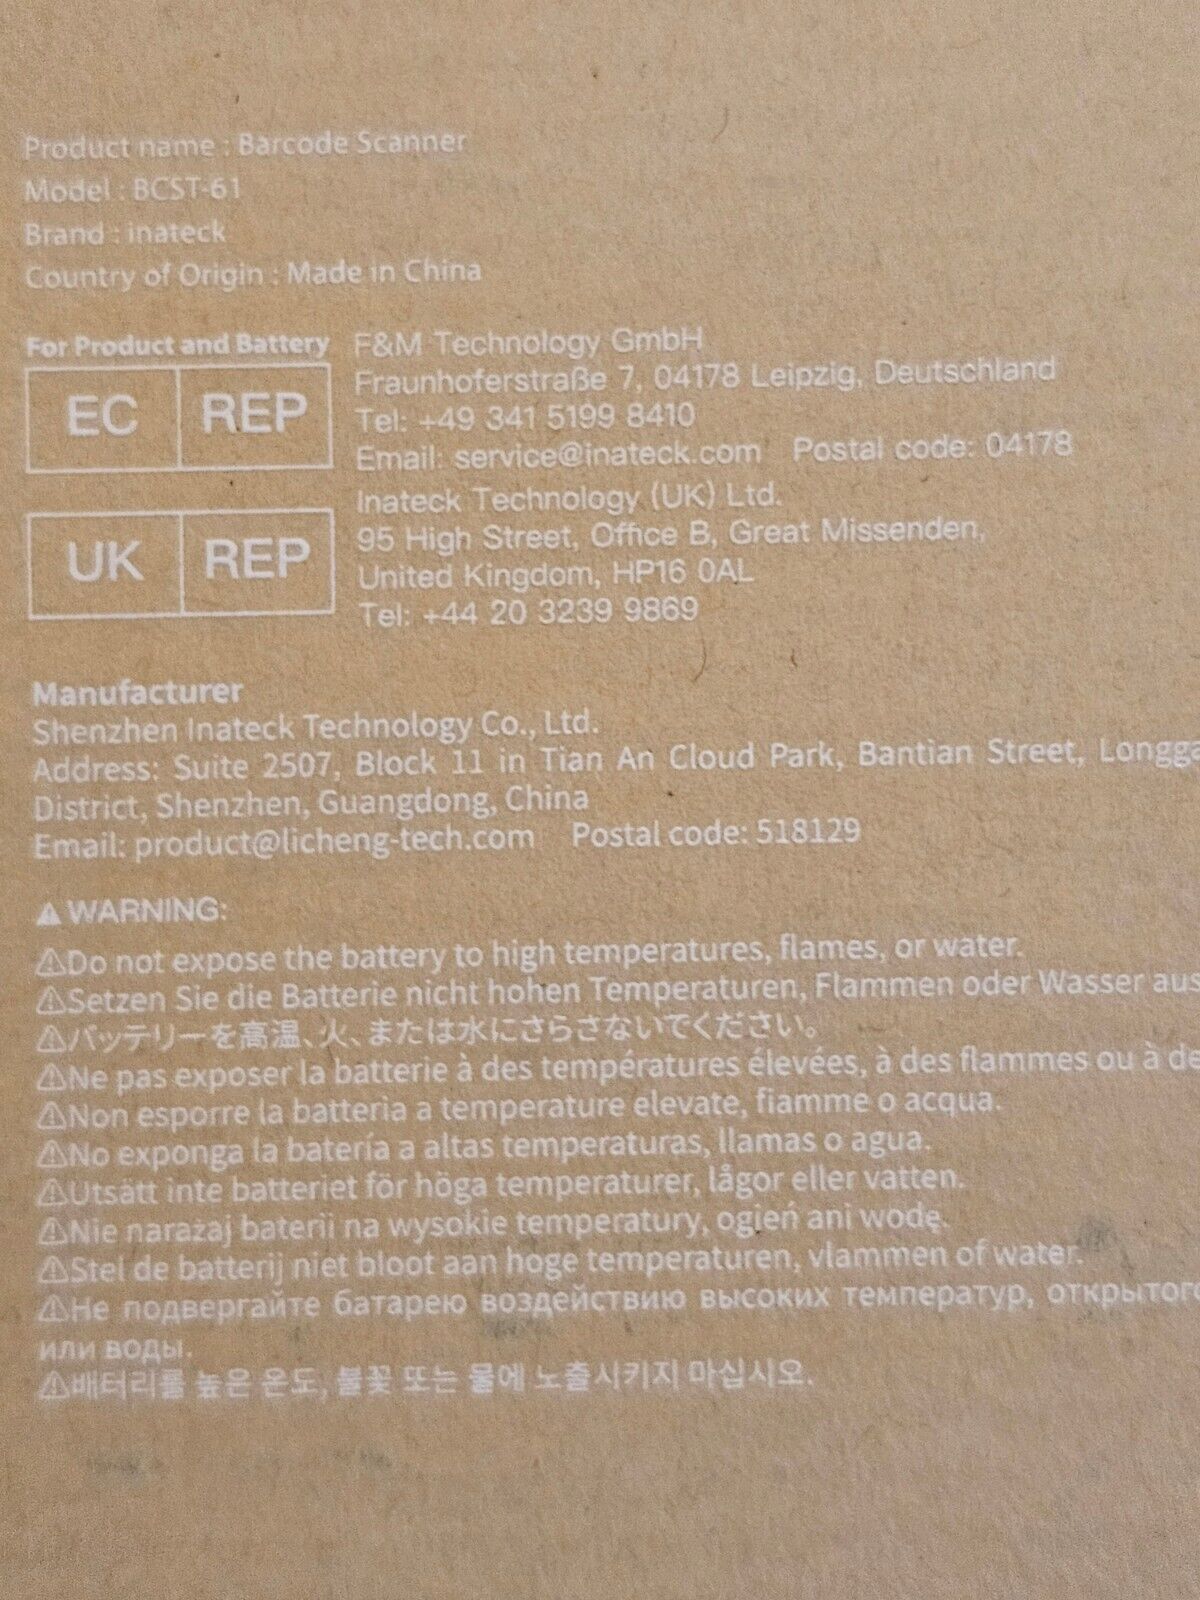 Product name : Barcode Scanner
Model : BCST-61
Brand : inateck
Country of Origin : Made in China
For Product and Battery
EC REP
F&M Technology GmbH
Fraunhoferstraße 7, 04178 Leipzig, Deutschland
Tel: +49 341 5199 8410
Email: service@inateck.com Postal code: 04178
UK REP
Inateck Technology (UK) Ltd.
95 High Street, Office B, Great Missenden,
United Kingdom, HP16 0AL
Tel: +44 20 3239 9869
Manufacturer
Shenzhen Inateck Technology Co., Ltd.
Address: Suite 2507, Block 11 in Tian An Cloud Park, Bantian Street, Longga
District, Shenzhen, Guangdong, China
Email: product@licheng-tech.com Postal code: 518129
⚠WARNING:
⚠Do not expose the battery to high temperatures, flames, or water.
⚠Setzen Sie die Batterie nicht hohen Temperaturen, Flammen oder Wasser aus
⚠バッテリーを高温、火、または水にさらさないでください。
⚠Ne pas exposer la batterie à des températures élevées, à des flammes ou à de
⚠Non esporre la batteria a temperature elevate, fiamme o acqua.
⚠No exponga la batería a altas temperaturas, llamas o agua.
⚠Utsätt inte batteriet för höga temperaturer, lågor eller vatten.
⚠Nie narażaj baterii na wysokie temperatury, ogień ani wodę.
⚠Stel de batterij niet bloot aan hoge temperaturen, vlammen of water.
⚠Не подвергайте батарею воздействию высоких температур, открытог
или воды.
⚠배터리를 높은 온도, 불꽃 또는 물에 노출시키지 마십시오.